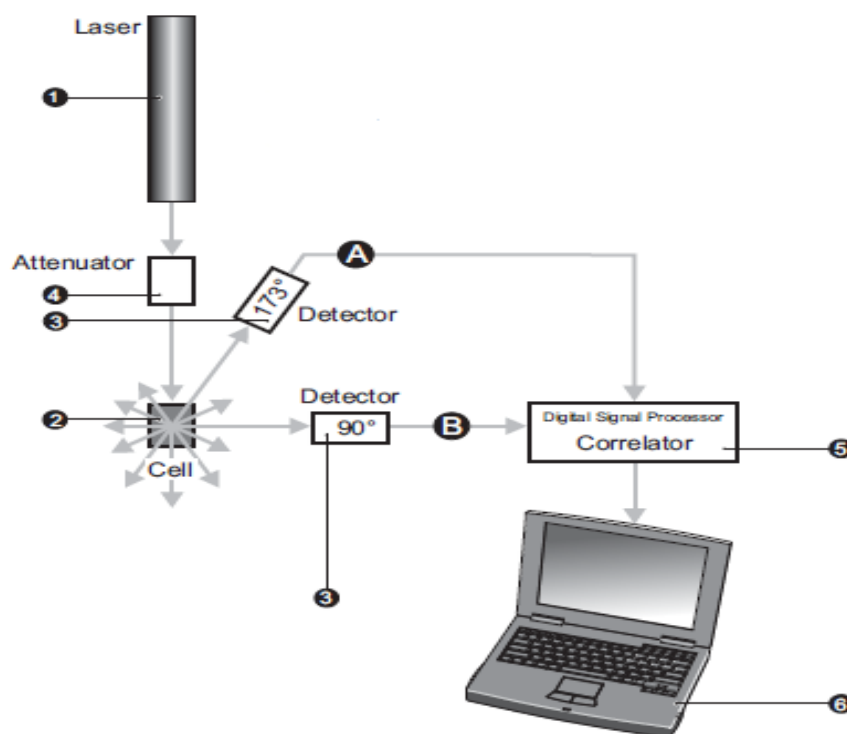 Laser
1
A
Attenuator
4
173°
3
Detector
Detector
2
90°
B
Digital Signal Processor
Correlator
5
Cell
3
6